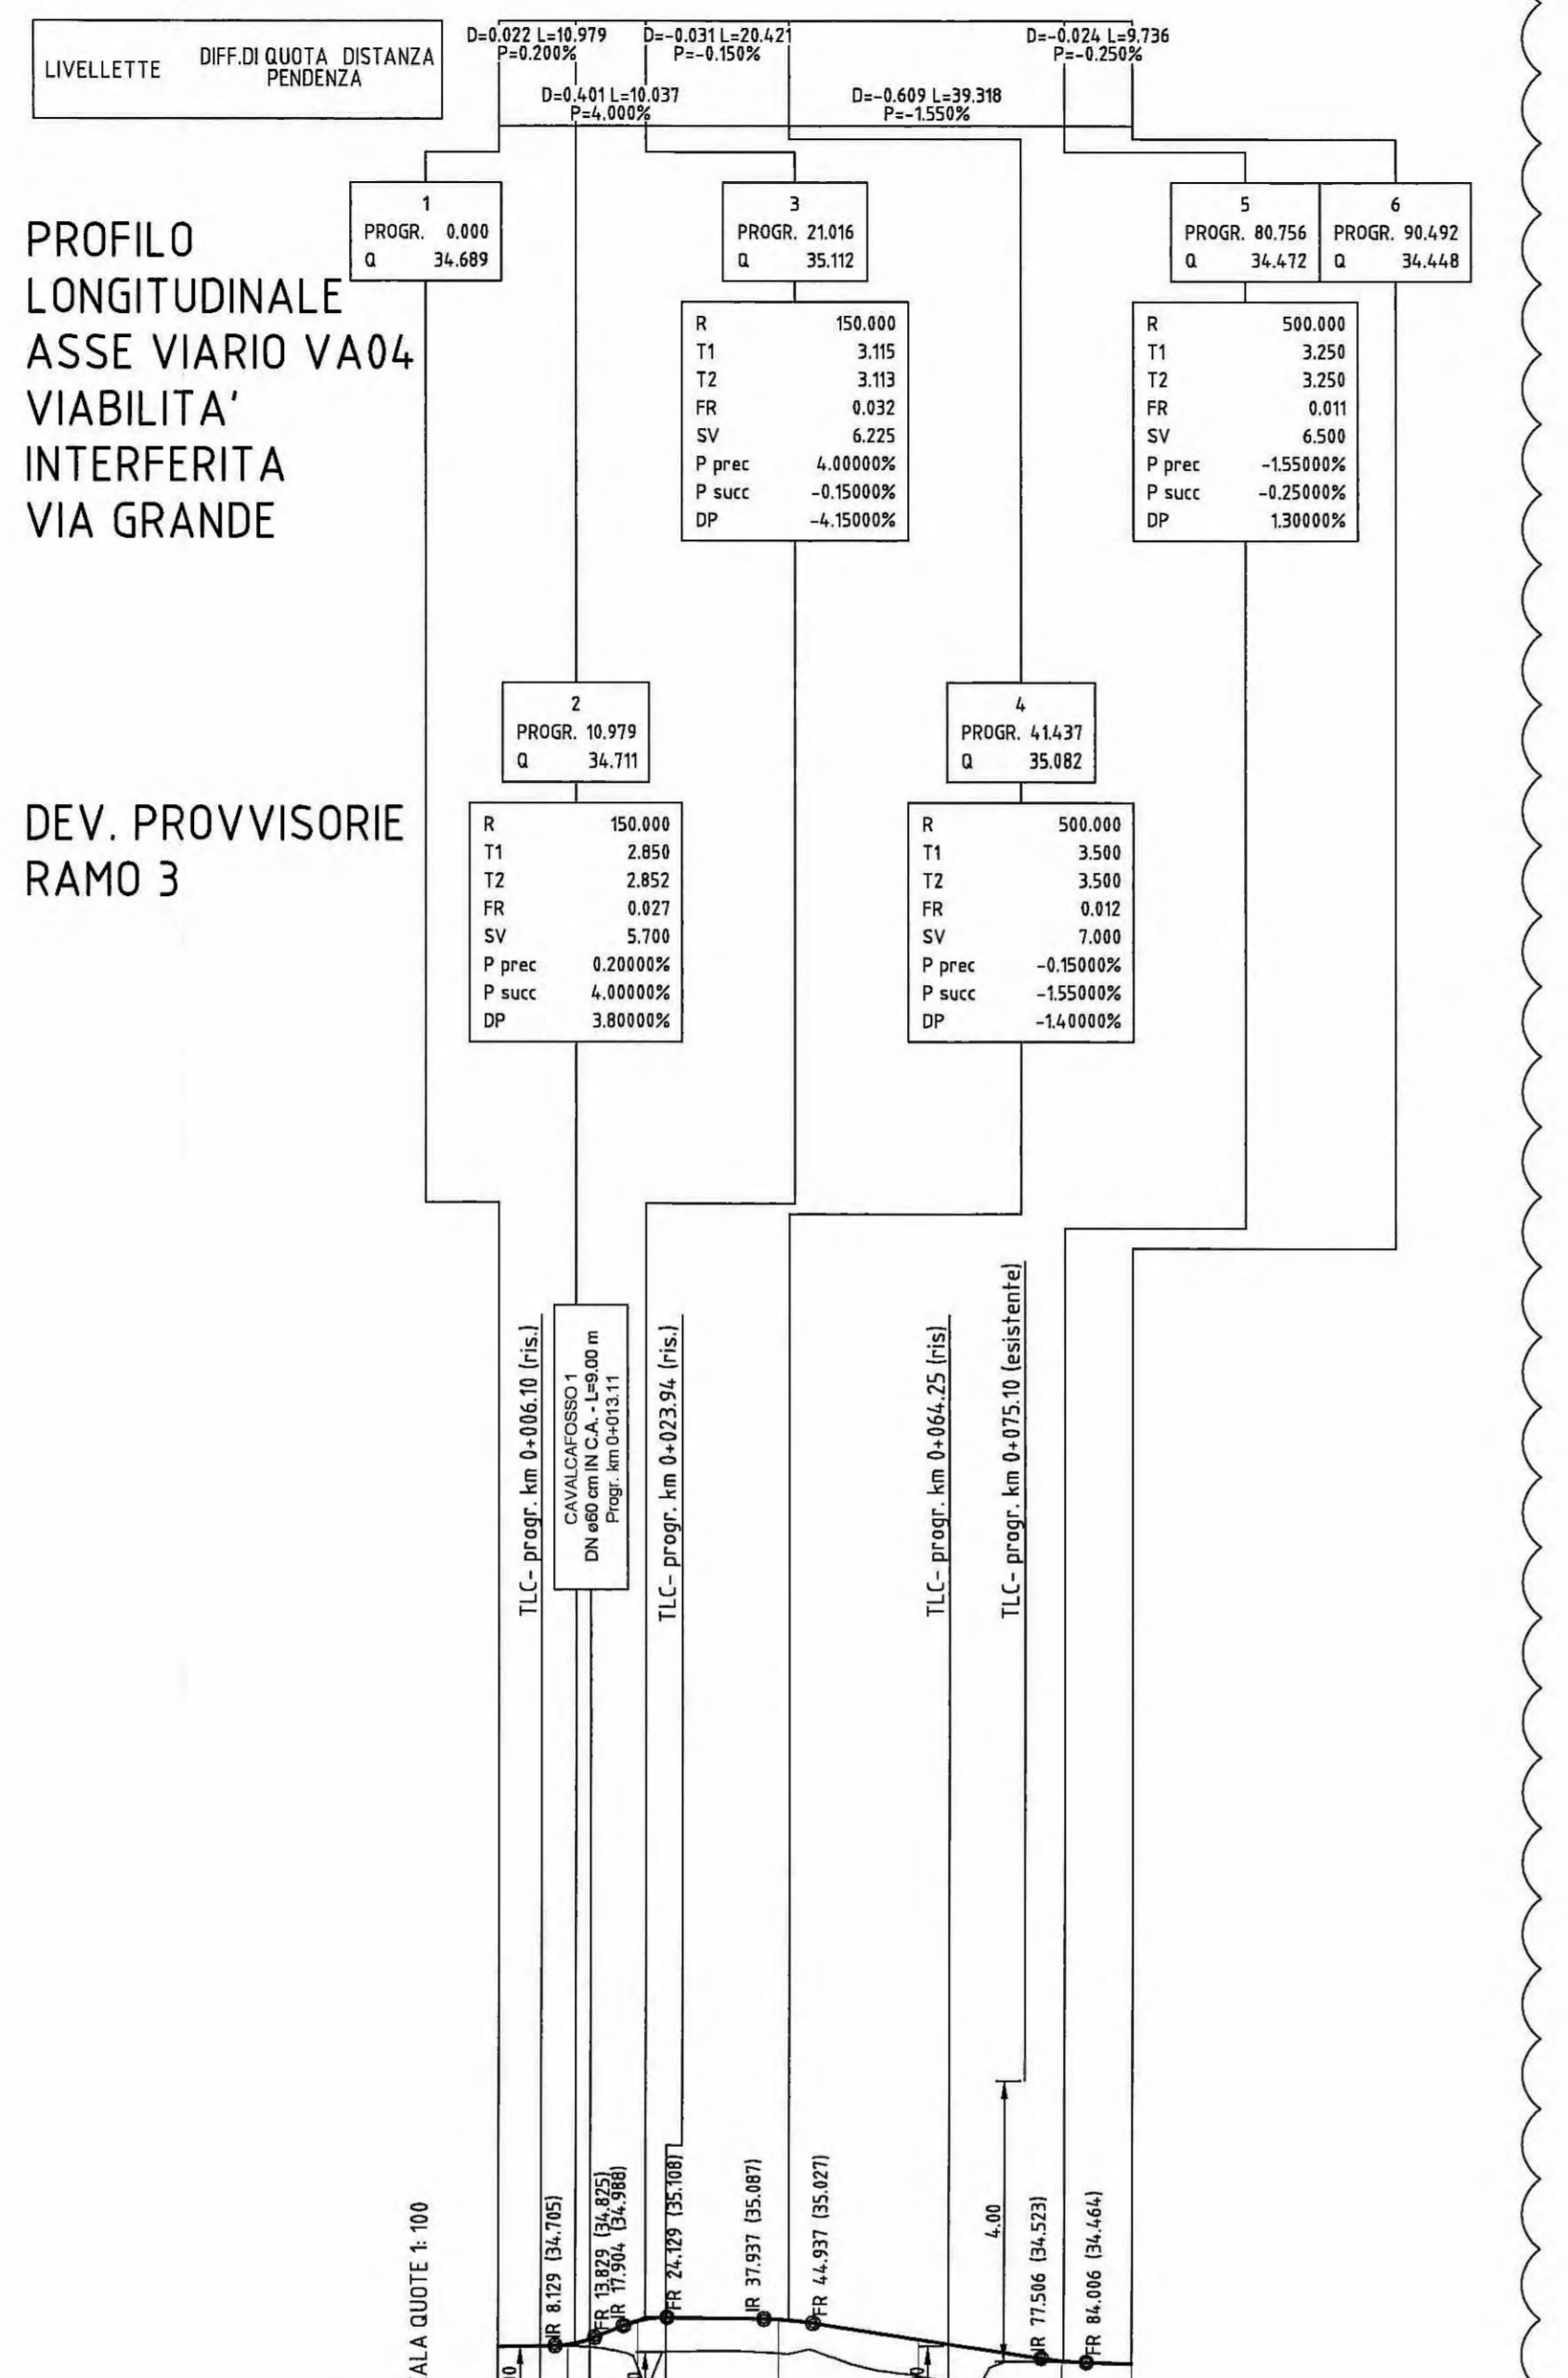 LIVELLETTE
DIFF.DI QUOTA DISTANZA
PENDENZA
D=0.022 L=10.979
P=0.200%
D=-0.031 L=20.421
P=-0.150%
D=-0.024 L=9.736
P=-0.250%
D=0.401 L=10.037
P=4.000%
D=-0.609 L=39.318
P=-1.550%
PROFILO
LONGITUDINALE
ASSE VIARIO VA04
VIABILITA'
INTERFERITA
VIA GRANDE
1
PROGR. 0.000
Q 34.689
3
PROGR. 21.016
Q 35.112
5
PROGR. 80.756
Q 34.472
6
PROGR. 90.492
Q 34.448
R 150.000
T1 3.115
T2 3.113
FR 0.032
SV 6.225
P prec 4.00000%
P succ -0.15000%
DP -4.15000%
R 500.000
T1 3.250
T2 3.250
FR 0.011
SV 6.500
P prec -1.55000%
P succ -0.25000%
DP 1.30000%
2
PROGR. 10.979
Q 34.711
4
PROGR. 41.437
Q 35.082
DEV. PROVVISORIE
RAMO 3
R 150.000
T1 2.850
T2 2.852
FR 0.027
SV 5.700
P prec 0.20000%
P succ 4.00000%
DP 3.80000%
R 500.000
T1 3.500
T2 3.500
FR 0.012
SV 7.000
P prec -0.15000%
P succ -1.55000%
DP -1.40000%
TLC- progr. km 0+006.10 (ris.)
CAVALCAFOSSO 1
DN ø60 cm IN C.A. - L=9.00 m
Progr. km 0+013.11
TLC- progr. km 0+023.94 (ris.)
TLC- progr. km 0+064.25 (ris)
TLC- progr. km 0+075.10 (esistente)
ALA QUOTE 1: 100
IR 8.129 (34.705)
FR 13.829 (34.825)
IR 17.904 (34.988)
FR 24.129 (35.108)
IR 37.937 (35.087)
FR 44.937 (35.027)
4.00
IR 77.506 (34.523)
FR 84.006 (34.464)